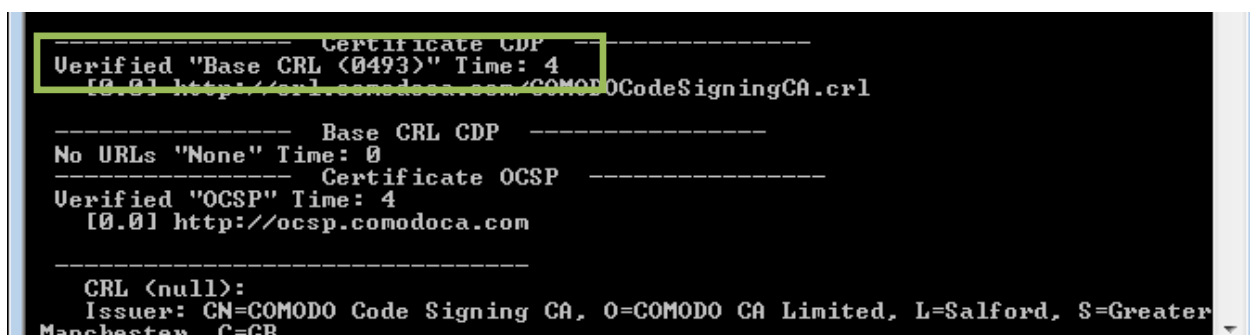 ----------------  Certificate CDP  ----------------
Verified "Base CRL (0493)" Time: 4
[0.0] http://crl.comodoca.com/COMODOCodeSigningCA.crl
----------------  Base CRL CDP  ----------------
No URLs "None" Time: 0
----------------  Certificate OCSP  ----------------
Verified "OCSP" Time: 4
[0.0] http://ocsp.comodoca.com
--------------------------------
CRL (null):
Issuer: CN=COMODO Code Signing CA, O=COMODO CA Limited, L=Salford, S=Greater
Manchester, C=GB